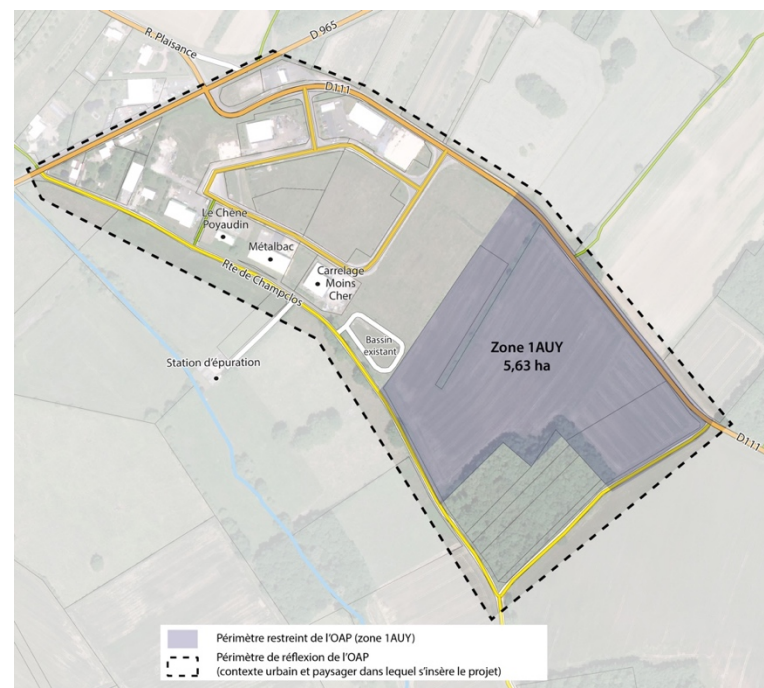 R. Plaisance
D 965
D111
Le Chêne
Poyaudin
Métalbac
Carrelage
Moins
Cher
Rte de Champclos
Bassin
existant
Station d'épuration
Zone 1AUY
5,63 ha
D111
Périmètre restreint de l'OAP (zone 1AUY)
Périmètre de réflexion de l'OAP
(contexte urbain et paysager dans lequel s'insère le projet)